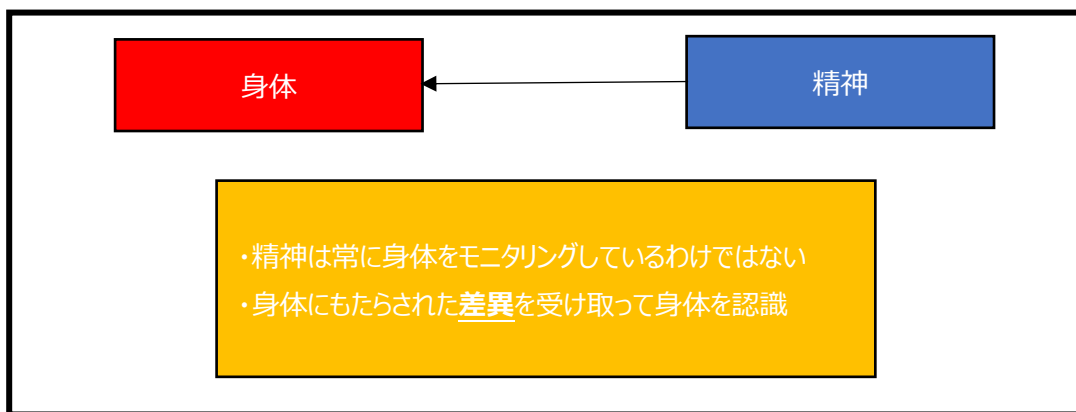 身体
精神
・精神は常に身体をモニタリングしているわけではない
・身体にもたらされた差異を受け取って身体を認識